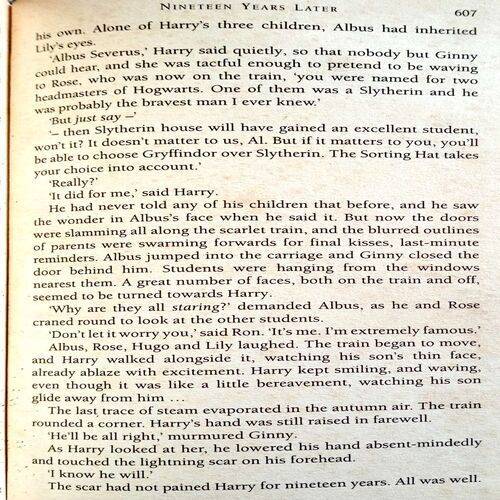 NINETEEN YEARS LATER 607
his own. Alone of Harry's three children, Albus had inherited
Lily's eyes.
'Albus Severus,' Harry said quietly, so that nobody but Ginny
could hear, and she was tactful enough to pretend to be waving
to Rose, who was now on the train, 'you were named for two
headmasters of Hogwarts. One of them was a Slytherin and he
was probably the bravest man I ever knew.'
'But just say –'
'– then Slytherin house will have gained an excellent student,
won't it? It doesn't matter to us, Al. But if it matters to you, you'll
be able to choose Gryffindor over Slytherin. The Sorting Hat takes
your choice into account.'
'Really?'
'It did for me,' said Harry.
He had never told any of his children that before, and he saw
the wonder in Albus's face when he said it. But now the doors
were slamming all along the scarlet train, and the blurred outlines
of parents were swarming forwards for final kisses, last-minute
reminders. Albus jumped into the carriage and Ginny closed the
door behind him. Students were hanging from the windows
nearest them. A great number of faces, both on the train and off,
seemed to be turned towards Harry.
'Why are they all staring?' demanded Albus, as he and Rose
craned round to look at the other students.
'Don't let it worry you,' said Ron. 'It's me. I'm extremely famous.'
Albus, Rose, Hugo and Lily laughed. The train began to move,
and Harry walked alongside it, watching his son's thin face,
already ablaze with excitement. Harry kept smiling, and waving,
even though it was like a little bereavement, watching his son
glide away from him ...
The last trace of steam evaporated in the autumn air. The train
rounded a corner. Harry's hand was still raised in farewell.
'He'll be all right,' murmured Ginny.
As Harry looked at her, he lowered his hand absent-mindedly
and touched the lightning scar on his forehead.
'I know he will.'
The scar had not pained Harry for nineteen years. All was well.